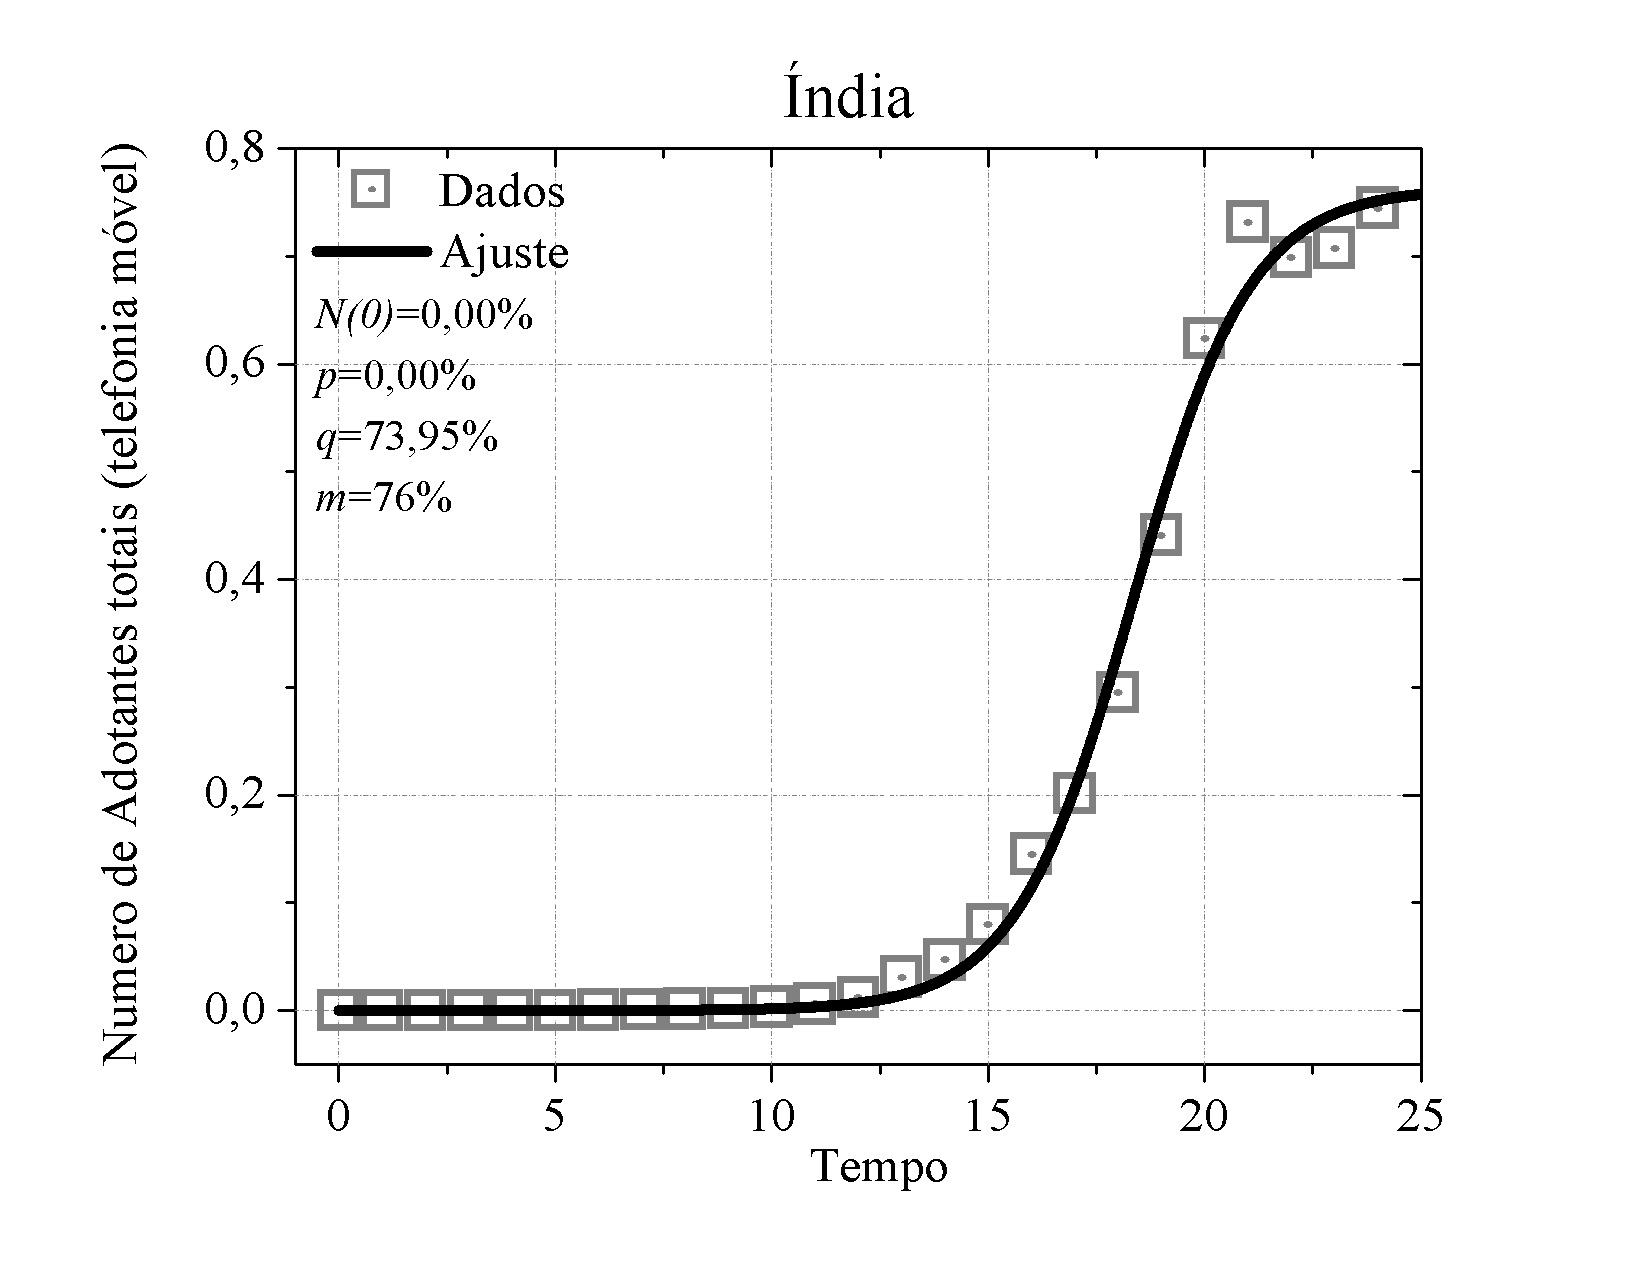 Índia
Numero de Adotantes totais (telefonia móvel)
0,8
0,6
0,4
0,2
0,0
Dados
Ajuste
N(0)=0,00%
p=0,00%
q=73,95%
m=76%
0 5 10 15 20 25
Tempo